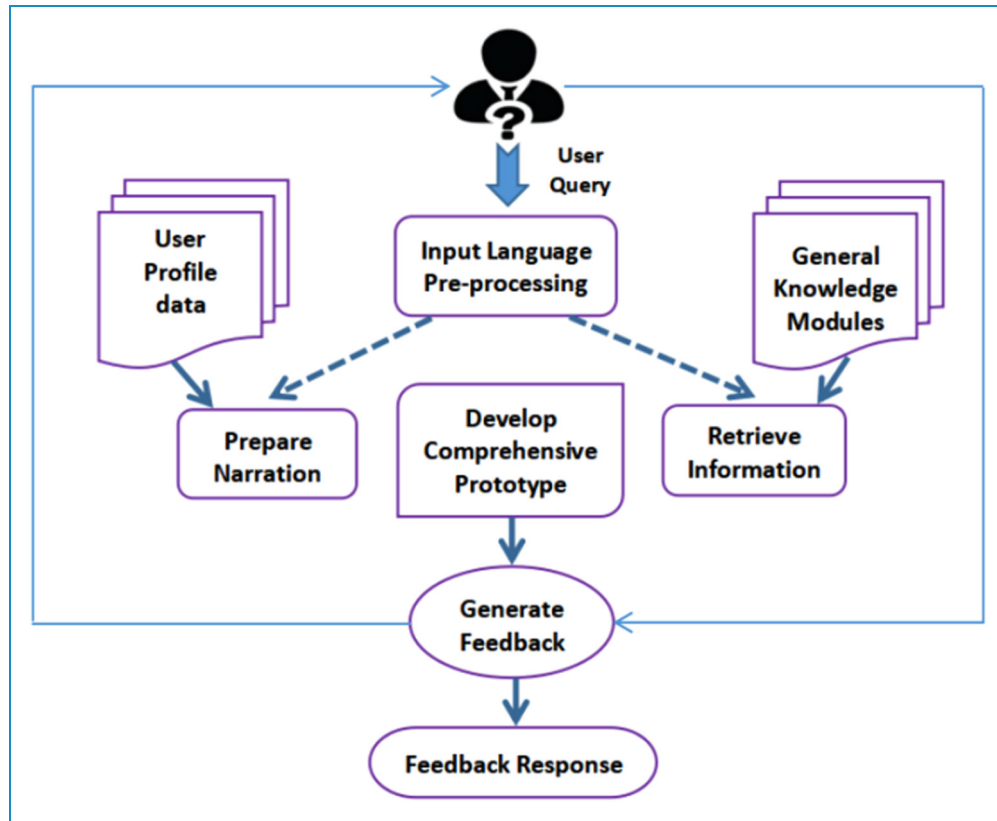 ?
User
Query
User
Profile
data
Input Language
Pre-processing
General
Knowledge
Modules
Prepare
Narration
Develop
Comprehensive
Prototype
Retrieve
Information
Generate
Feedback
Feedback Response